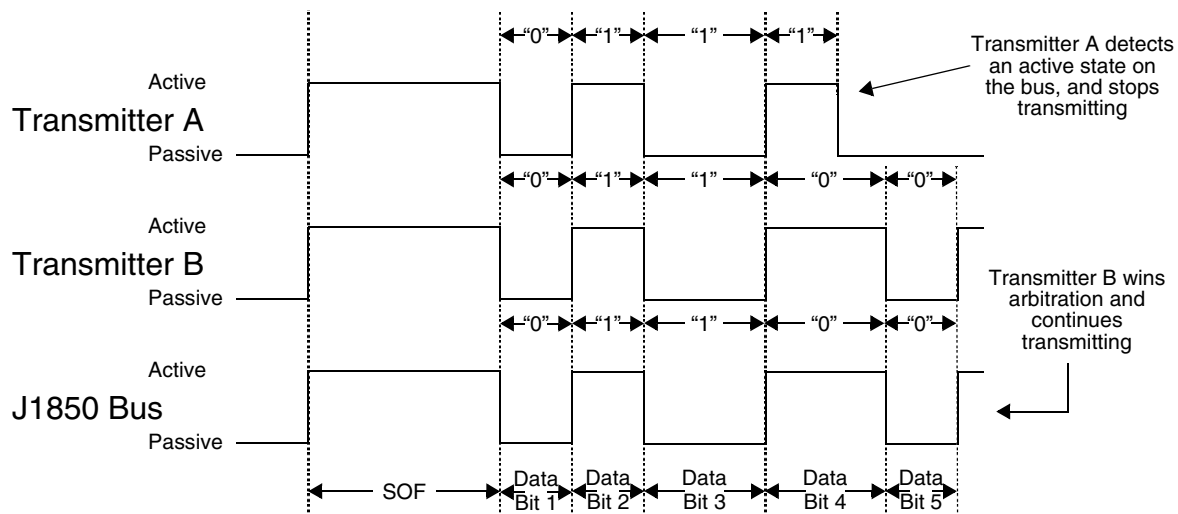 “0” “1” “1” “1”
Transmitter A detects
an active state on
the bus, and stops
transmitting
Active
Transmitter A
Passive
“0” “1” “1” “0” “0”
Active
Transmitter B
Passive
Transmitter B wins
arbitration and
continues
transmitting
“0” “1” “1” “0” “0”
Active
J1850 Bus
Passive
SOF
Data
Bit 1
Data
Bit 2
Data
Bit 3
Data
Bit 4
Data
Bit 5